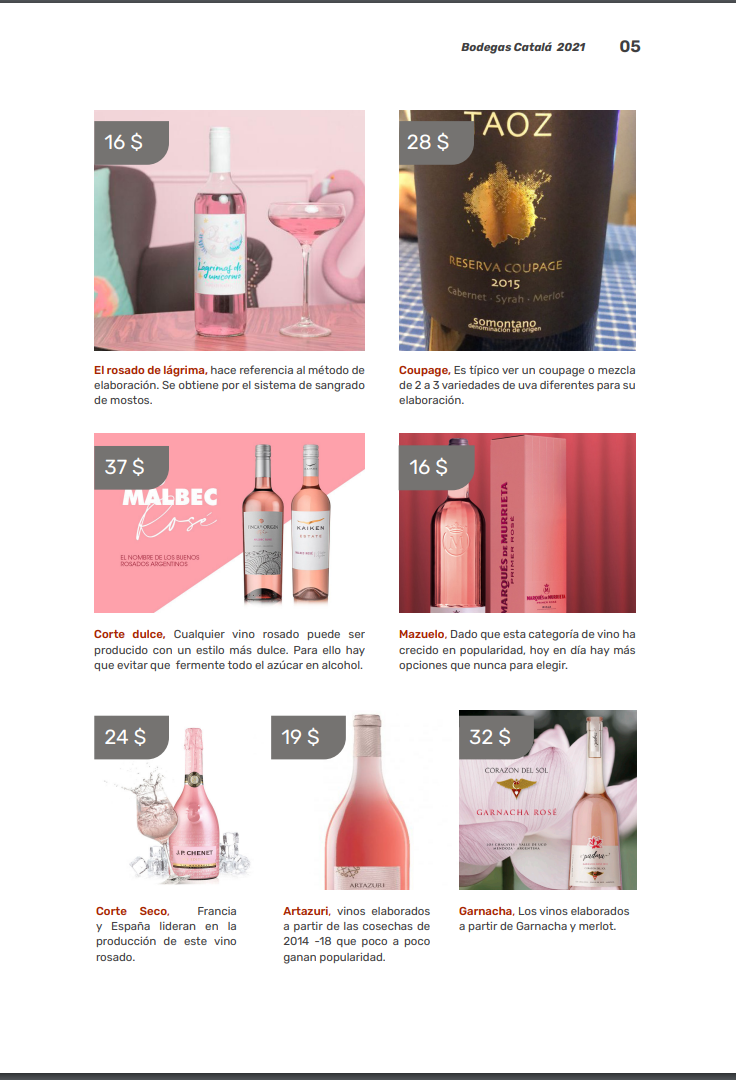 Bodegas Catalá 2021 05
16 $
Lágrimas de
unicornio
El rosado de lágrima, hace referencia al método de
elaboración. Se obtiene por el sistema de sangrado
de mostos.
28 $
TAOZ
RESERVA COUPAGE
2015
Cabernet · Syrah · Merlot
somontano
denominación de origen
Coupage, Es típico ver un coupage o mezcla
de 2 a 3 variedades de uva diferentes para su
elaboración.
37 $
MALBEC
Rosé
EL NOMBRE DE LOS BUENOS
ROSADOS ARGENTINOS
KAIKEN
ESTATE
Corte dulce, Cualquier vino rosado puede ser
producido con un estilo más dulce. Para ello hay
que evitar que fermente todo el azúcar en alcohol.
16 $
MARQUÉS DE MURRIETA
PRIMER ROSÉ
MARQUÉS DE MURRIETA
Mazuelo, Dado que esta categoría de vino ha
crecido en popularidad, hoy en día hay más
opciones que nunca para elegir.
24 $
J.P. CHENET
Corte Seco, Francia
y España lideran en la
producción de este vino
rosado.
19 $
ARTAZURI
Artazuri, vinos elaborados
a partir de las cosechas de
2014 -18 que poco a poco
ganan popularidad.
32 $
CORAZON DEL SOL
GARNACHA ROSÉ
MENDOZA - ARGENTINA
padma
Garnacha, Los vinos elaborados
a partir de Garnacha y merlot.